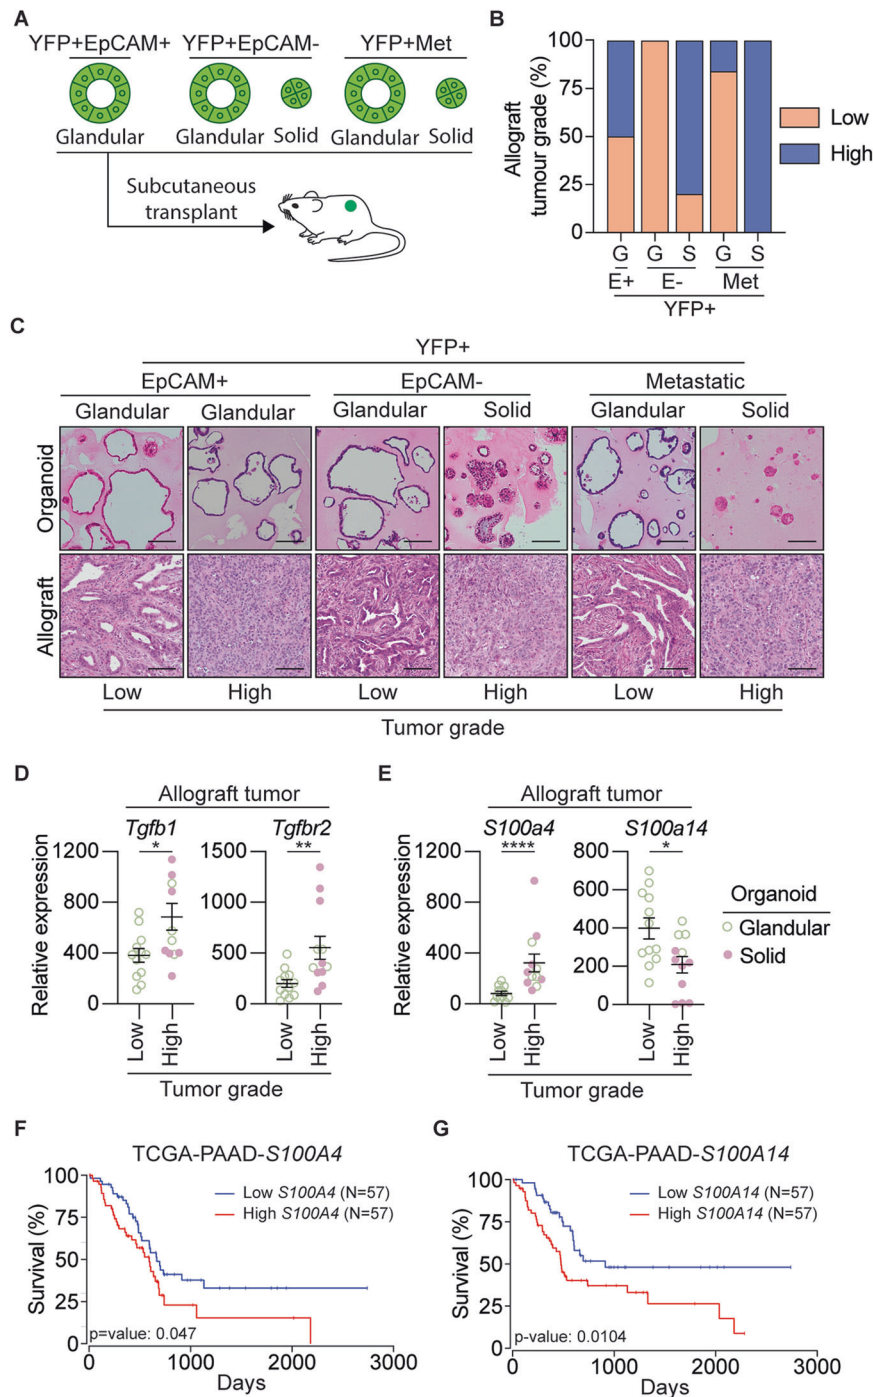 A
YFP+EpCAM+ YFP+EpCAM- YFP+Met
Glandular Glandular Solid Glandular Solid
Subcutaneous
transplant
B
Allograft
tumour grade (%)
100
75
50
25
0
G G S G S
E+ E- Met
YFP+
Low
High
C
YFP+
EpCAM+ EpCAM- Metastatic
Glandular Glandular Glandular Solid Glandular Solid
Organoid
Allograft
Low High Low High Low High
Tumor grade
D
Allograft tumor
Tgfb1 Tgfbr2
* **
Relative expression
1200
800
400
0
1500
1000
500
0
Low High Low High
Tumor grade
E
Allograft tumor
S100a4 S100a14
**** *
Relative expression
1200
800
400
0
800
600
400
200
0
Low High Low High
Tumor grade
Organoid
Glandular
Solid
F
TCGA-PAAD-S100A4
Survival (%)
100
75
50
25
0
Low S100A4 (N=57)
High S100A4 (N=57)
p=value: 0.047
0 1000 2000 3000
Days
G
TCGA-PAAD-S100A14
Survival (%)
100
75
50
25
0
Low S100A14 (N=57)
High S100A14 (N=57)
p-value: 0.0104
0 1000 2000 3000
Days